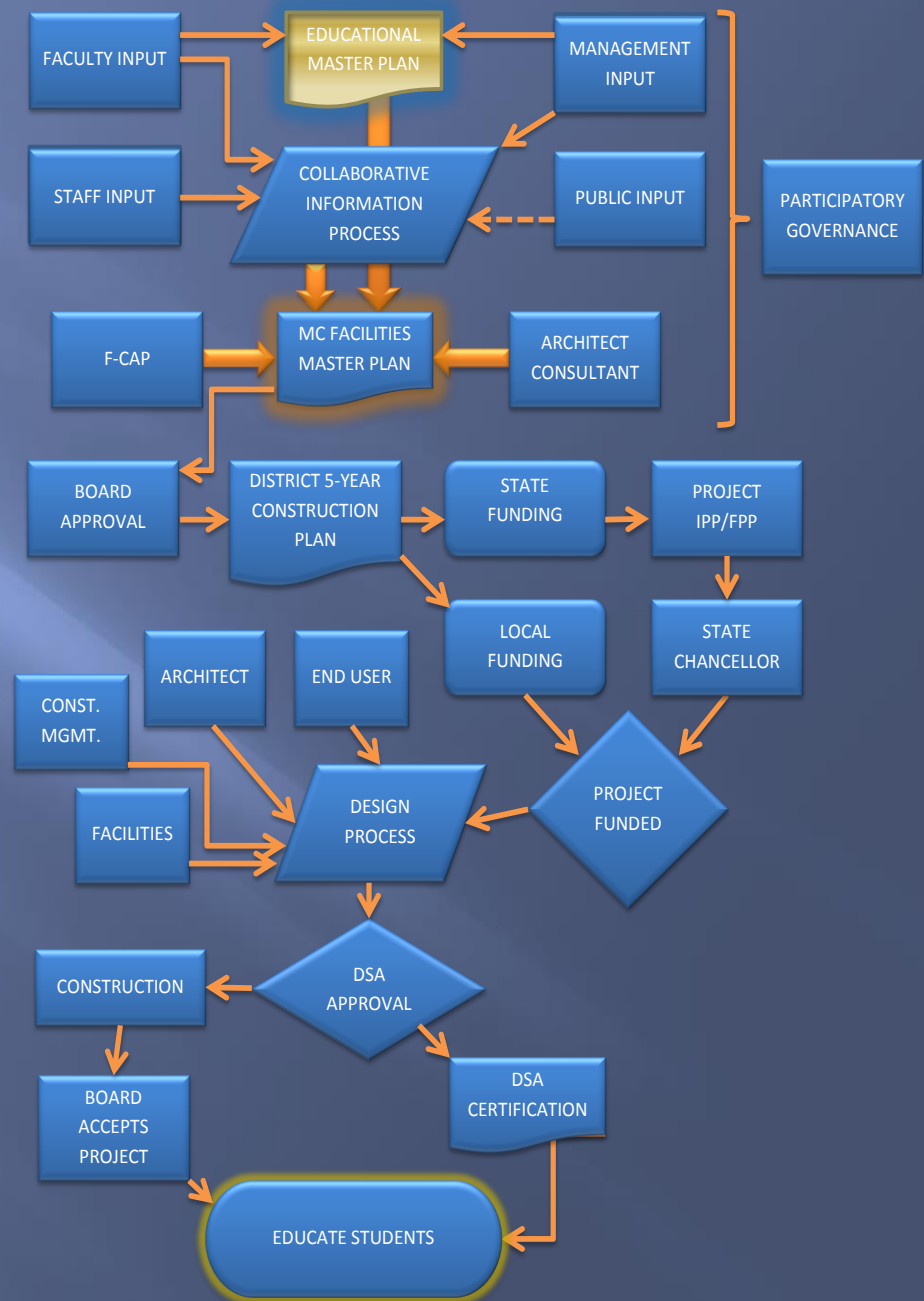 EDUCATIONAL
MASTER PLAN
FACULTY INPUT
MANAGEMENT
INPUT
COLLABORATIVE
INFORMATION
PROCESS
STAFF INPUT
PUBLIC INPUT
PARTICIPATORY
GOVERNANCE
MC FACILITIES
MASTER PLAN
F-CAP
ARCHITECT
CONSULTANT
BOARD
APPROVAL
DISTRICT 5-YEAR
CONSTRUCTION
PLAN
STATE
FUNDING
PROJECT
IPP/FPP
LOCAL
FUNDING
STATE
CHANCELLOR
ARCHITECT
END USER
CONST.
MGMT.
FACILITIES
DESIGN
PROCESS
PROJECT
FUNDED
DSA
APPROVAL
CONSTRUCTION
BOARD
ACCEPTS
PROJECT
DSA
CERTIFICATION
EDUCATE STUDENTS